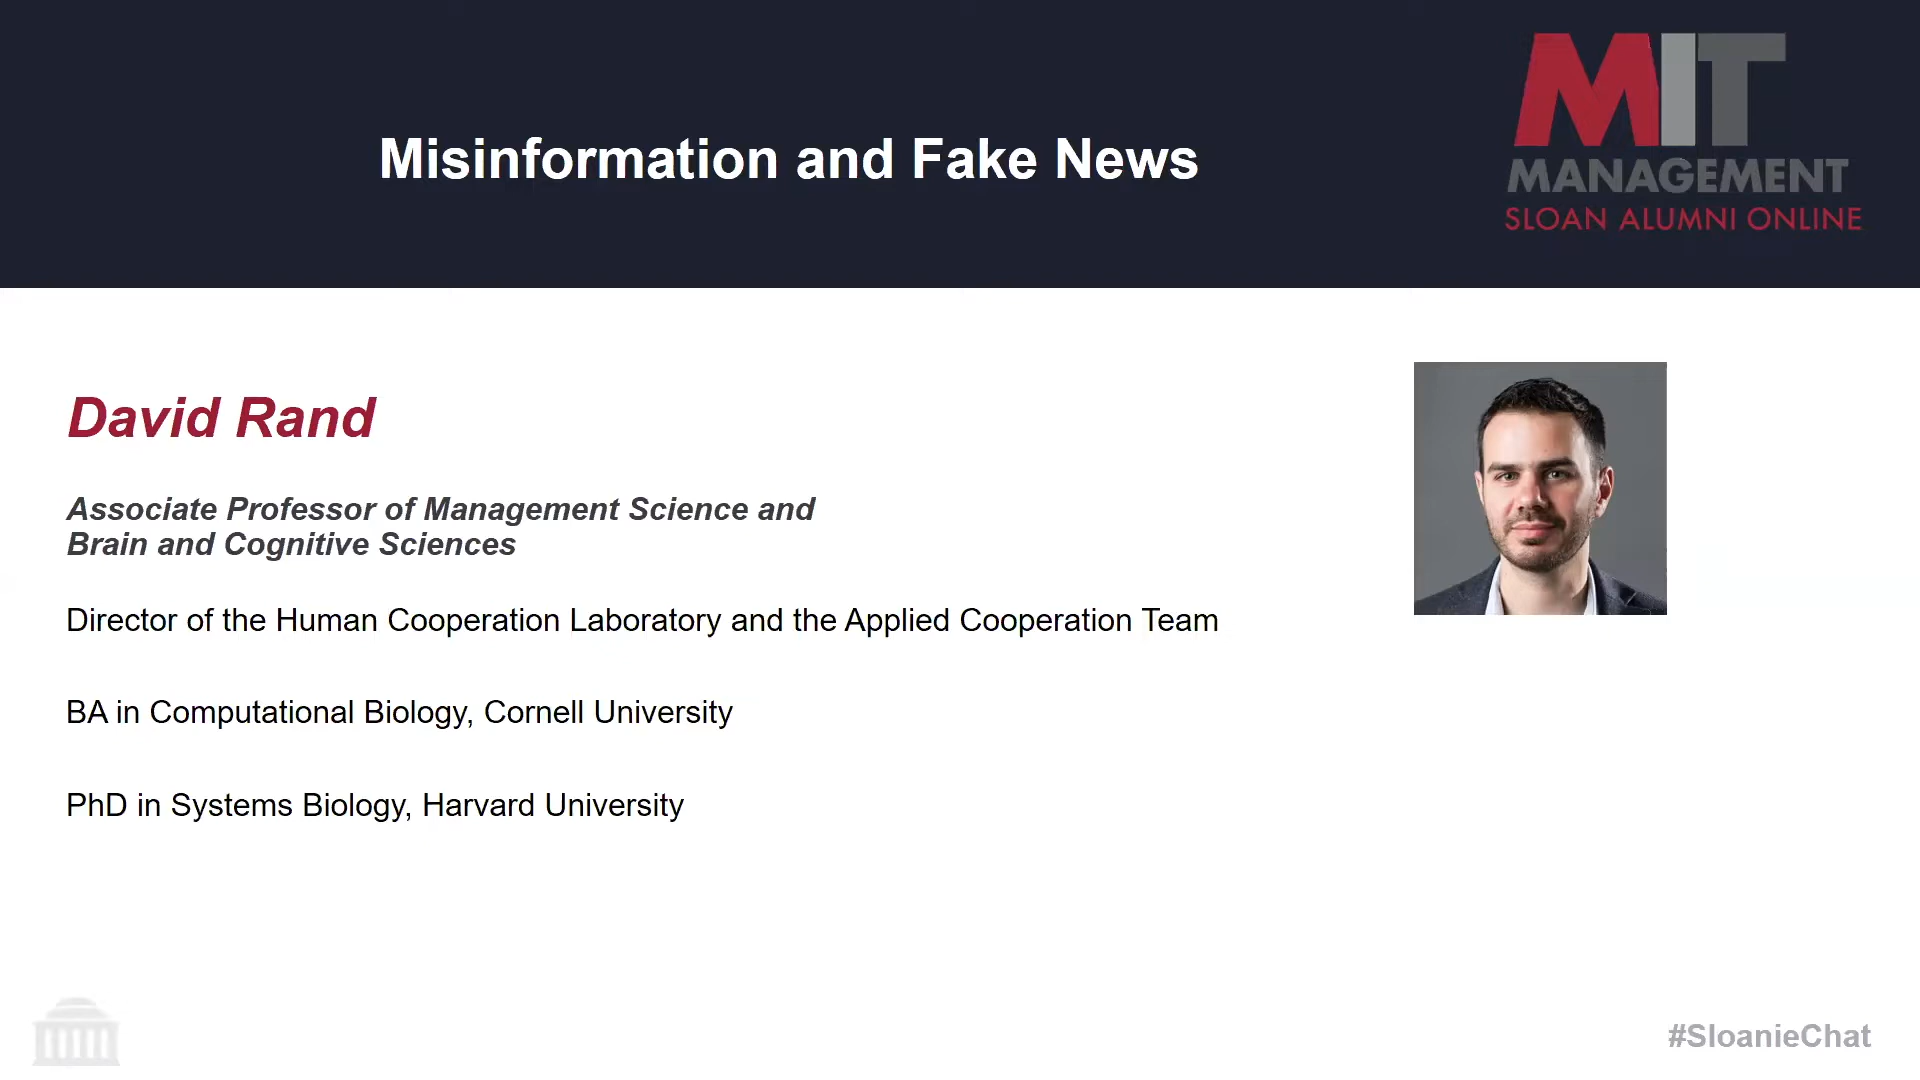 Misinformation and Fake News
MIT
MANAGEMENT
SLOAN ALUMNI ONLINE
David Rand
Associate Professor of Management Science and
Brain and Cognitive Sciences
Director of the Human Cooperation Laboratory and the Applied Cooperation Team
BA in Computational Biology, Cornell University
PhD in Systems Biology, Harvard University
#SloanieChat